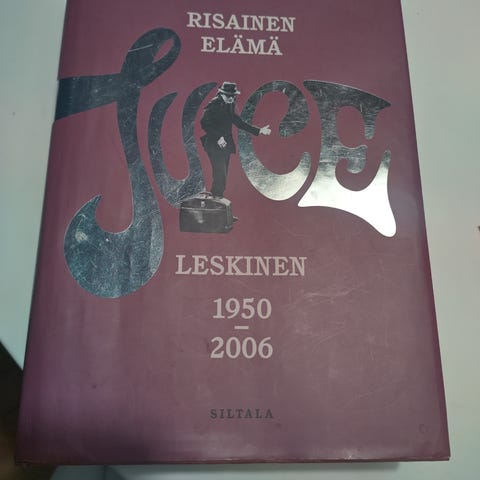 RISAINEN
ELÄMÄ
JUICE
LESKINEN
1950
–
2006
SILTALA